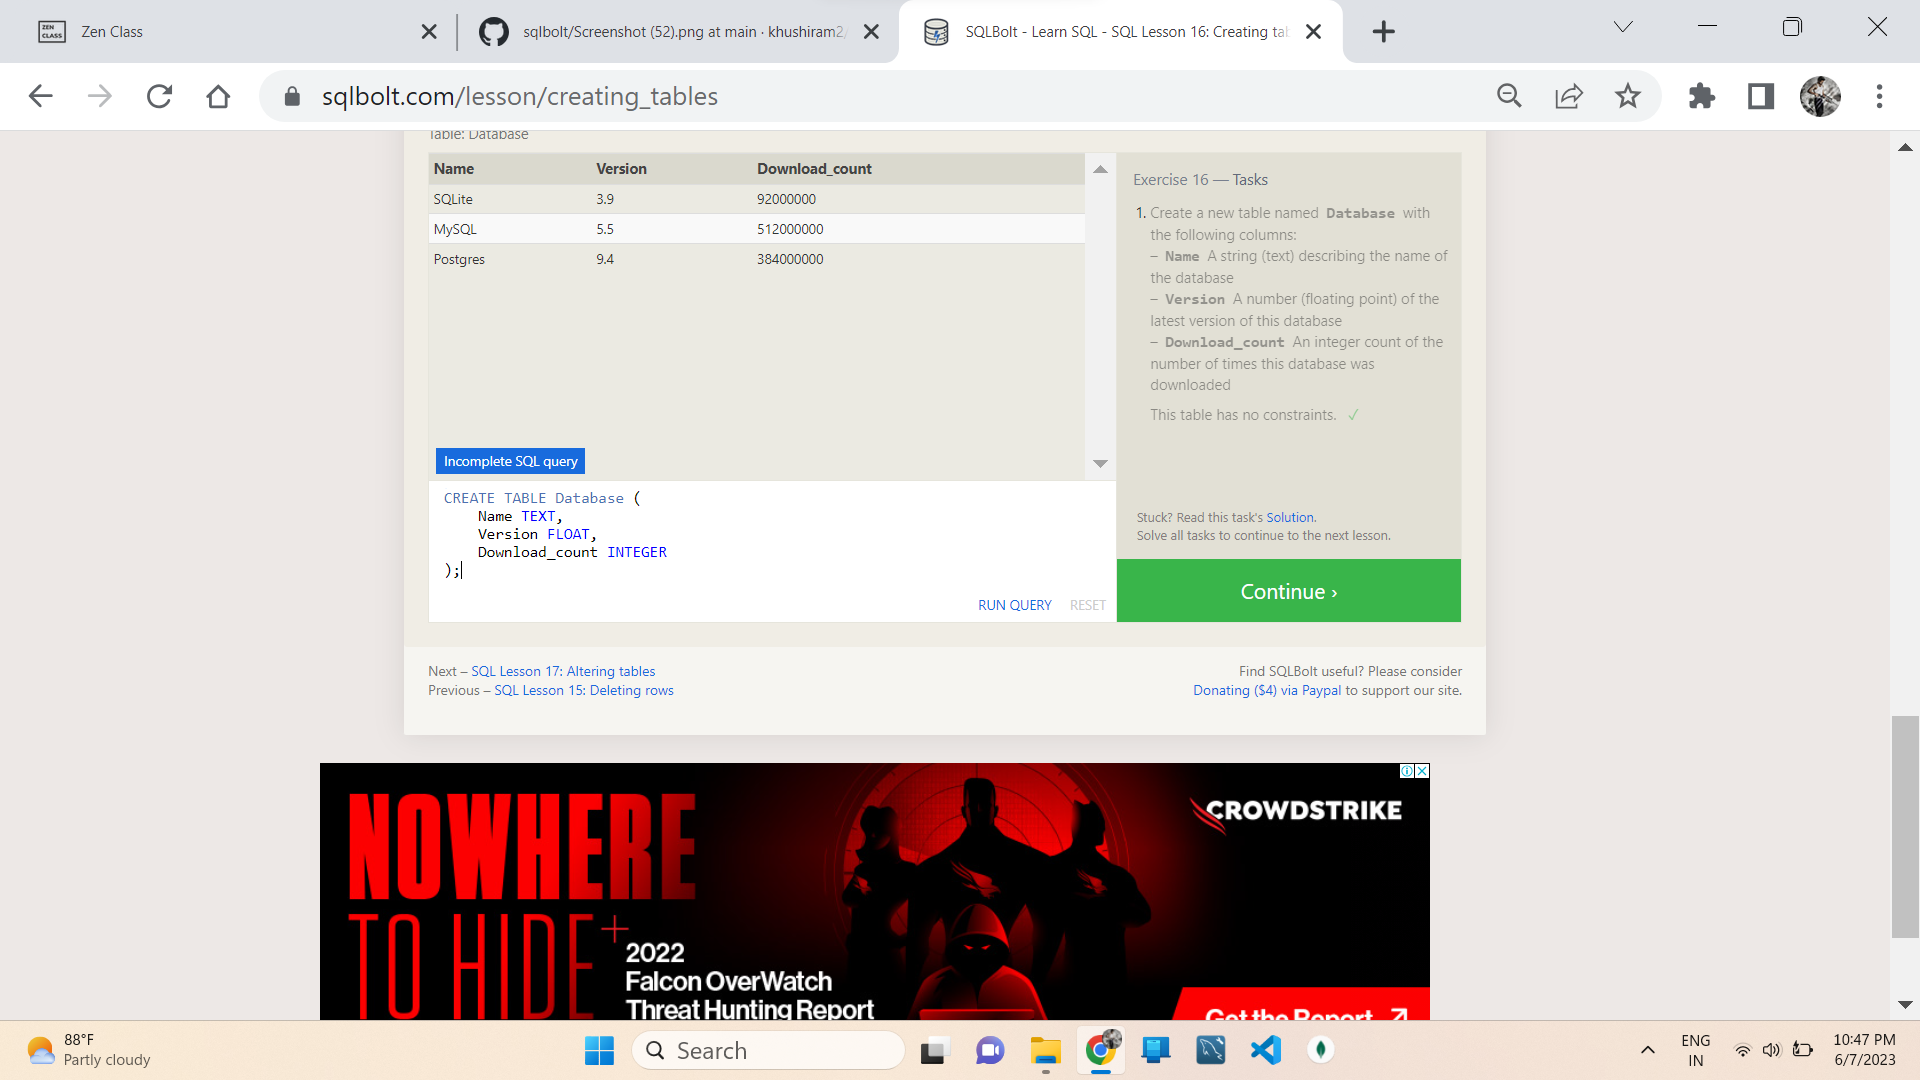 ZEN CLASS
Zen Class
sqlbolt/Screenshot (52).png at main · khushiram2
SQLBolt - Learn SQL - SQL Lesson 16: Creating tab
sqlbolt.com/lesson/creating_tables
Table: Database
Name Version Download_count
SQLite 3.9 92000000
MySQL 5.5 512000000
Postgres 9.4 384000000
Incomplete SQL query
CREATE TABLE Database (
Name TEXT,
Version FLOAT,
Download_count INTEGER
);
RUN QUERY RESET
Exercise 16 — Tasks
1. Create a new table named Database with
the following columns:
– Name A string (text) describing the name of
the database
– Version A number (floating point) of the
latest version of this database
– Download_count An integer count of the
number of times this database was
downloaded
This table has no constraints. ✓
Stuck? Read this task's Solution.
Solve all tasks to continue to the next lesson.
Continue ›
Next – SQL Lesson 17: Altering tables
Previous – SQL Lesson 15: Deleting rows
Find SQLBolt useful? Please consider
Donating ($4) via Paypal to support our site.
NOWHERE
TO HIDE
2022
Falcon OverWatch
Threat Hunting Report
CROWDSTRIKE
Get the Report
88°F
Partly cloudy
Search
ENG
IN
10:47 PM
6/7/2023